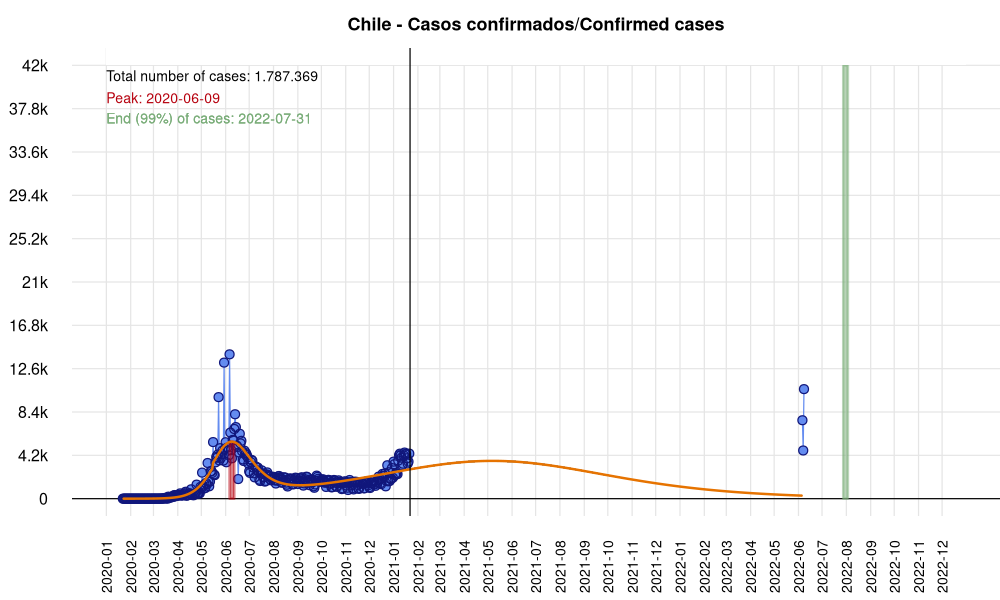 Chile - Casos confirmados/Confirmed cases
Total number of cases: 1.787.369
Peak: 2020-06-09
End (99%) of cases: 2022-07-31
42k
37.8k
33.6k
29.4k
25.2k
21k
16.8k
12.6k
8.4k
4.2k
0
2020-01
2020-02
2020-03
2020-04
2020-05
2020-06
2020-07
2020-08
2020-09
2020-10
2020-11
2020-12
2021-01
2021-02
2021-03
2021-04
2021-05
2021-06
2021-07
2021-08
2021-09
2021-10
2021-11
2021-12
2022-01
2022-02
2022-03
2022-04
2022-05
2022-06
2022-07
2022-08
2022-09
2022-10
2022-11
2022-12